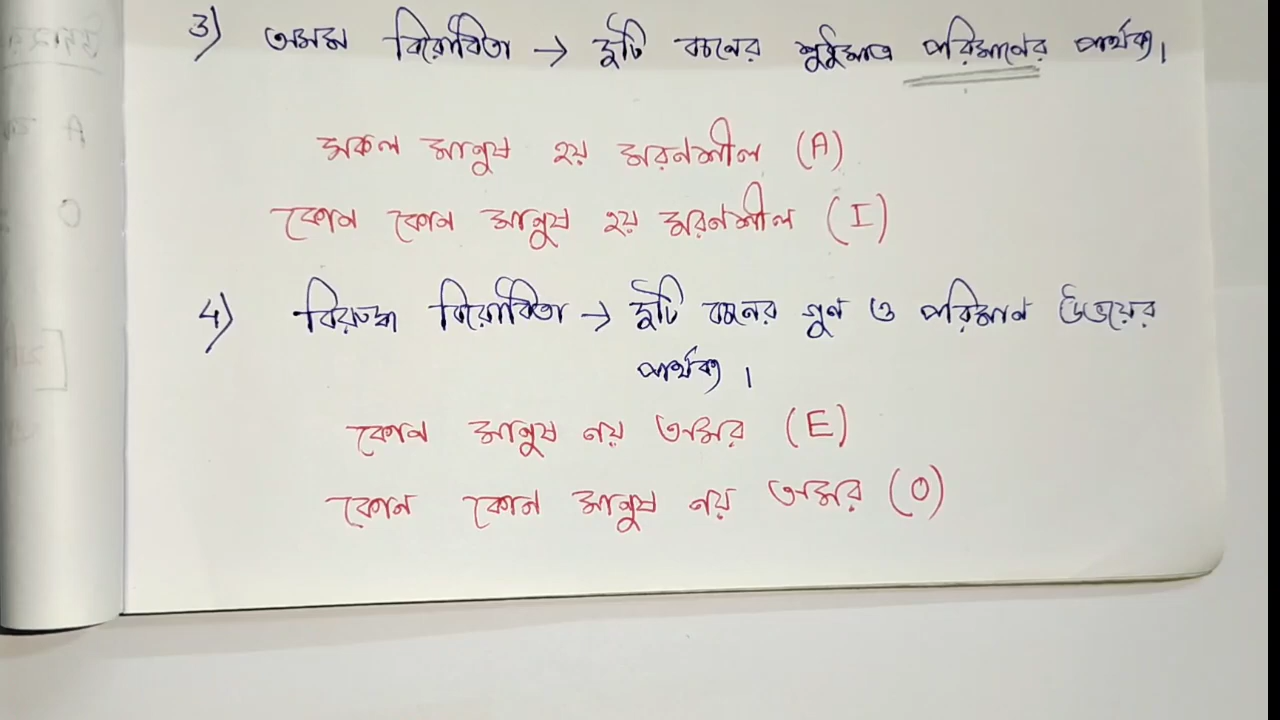 3) অসম বিরোধিতা → দুটি বচনের শুধুমাত্র পরিমানের পার্থক্য।
সকল মানুষ হয় মরনশীল (A)
কোন কোন মানুষ হয় মরনশীল (I)
4) বিরুদ্ধ বিরোধিতা → দুটি বচনের গুন ও পরিমান উভয়ের
পার্থক্য।
কোন মানুষ নয় অমর (E)
কোন কোন মানুষ নয় অমর (O)